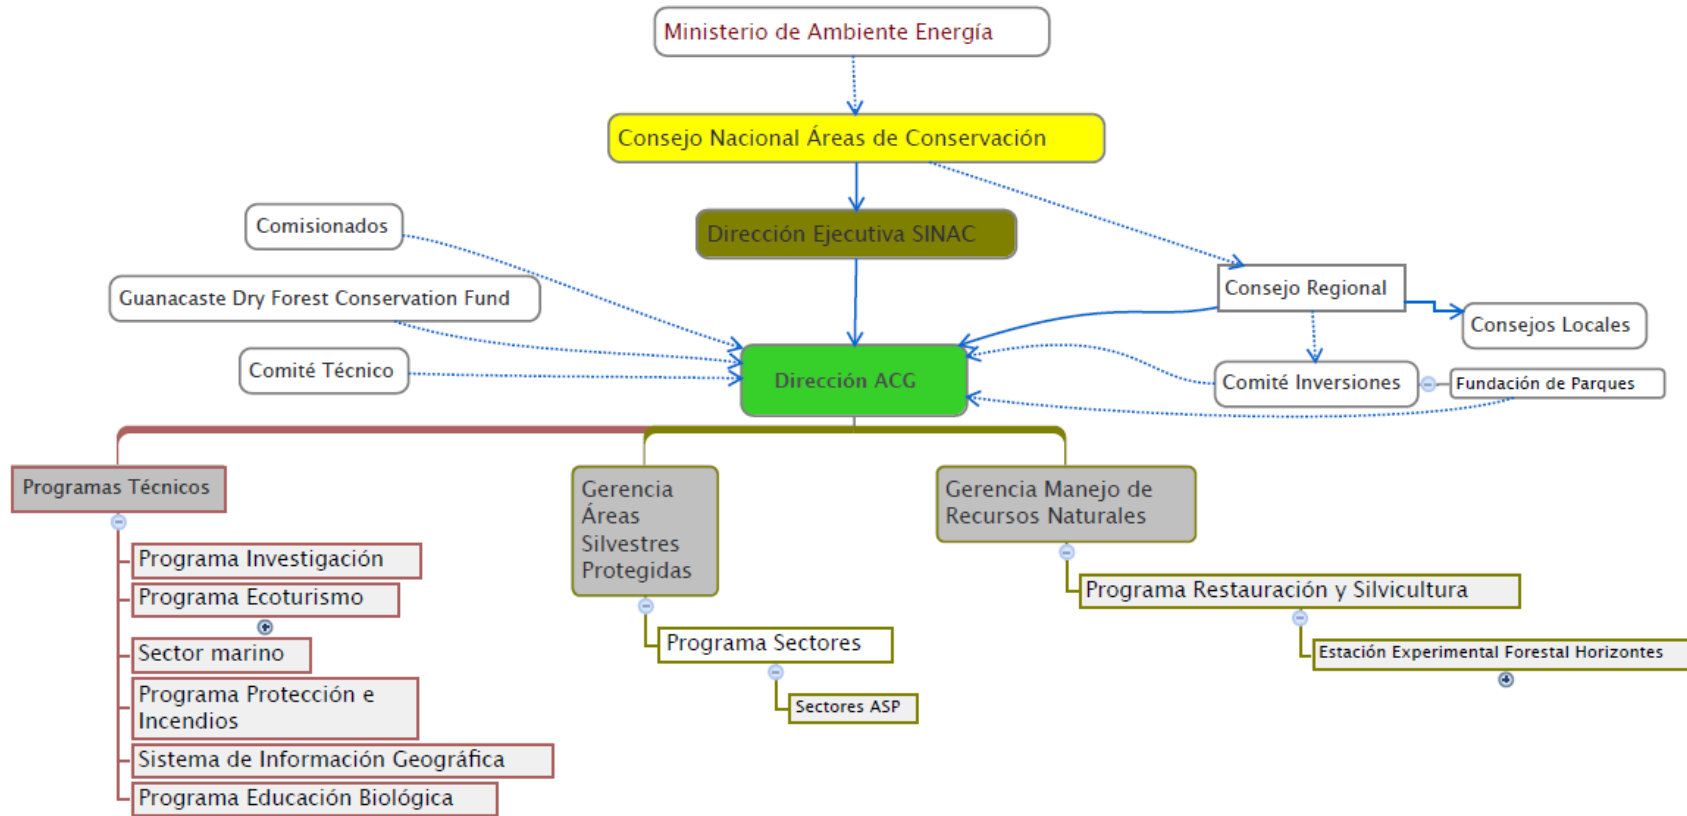 Ministerio de Ambiente Energía
Consejo Nacional Áreas de Conservación
Dirección Ejecutiva SINAC
Comisionados
Guanacaste Dry Forest Conservation Fund
Comité Técnico
Consejo Regional
Consejos Locales
Comité Inversiones
Fundación de Parques
Dirección ACG
Programas Técnicos
Programa Investigación
Programa Ecoturismo
Sector marino
Programa Protección e
Incendios
Sistema de Información Geográfica
Programa Educación Biológica
Gerencia
Áreas
Silvestres
Protegidas
Programa Sectores
Sectores ASP
Gerencia Manejo de
Recursos Naturales
Programa Restauración y Silvicultura
Estación Experimental Forestal Horizontes